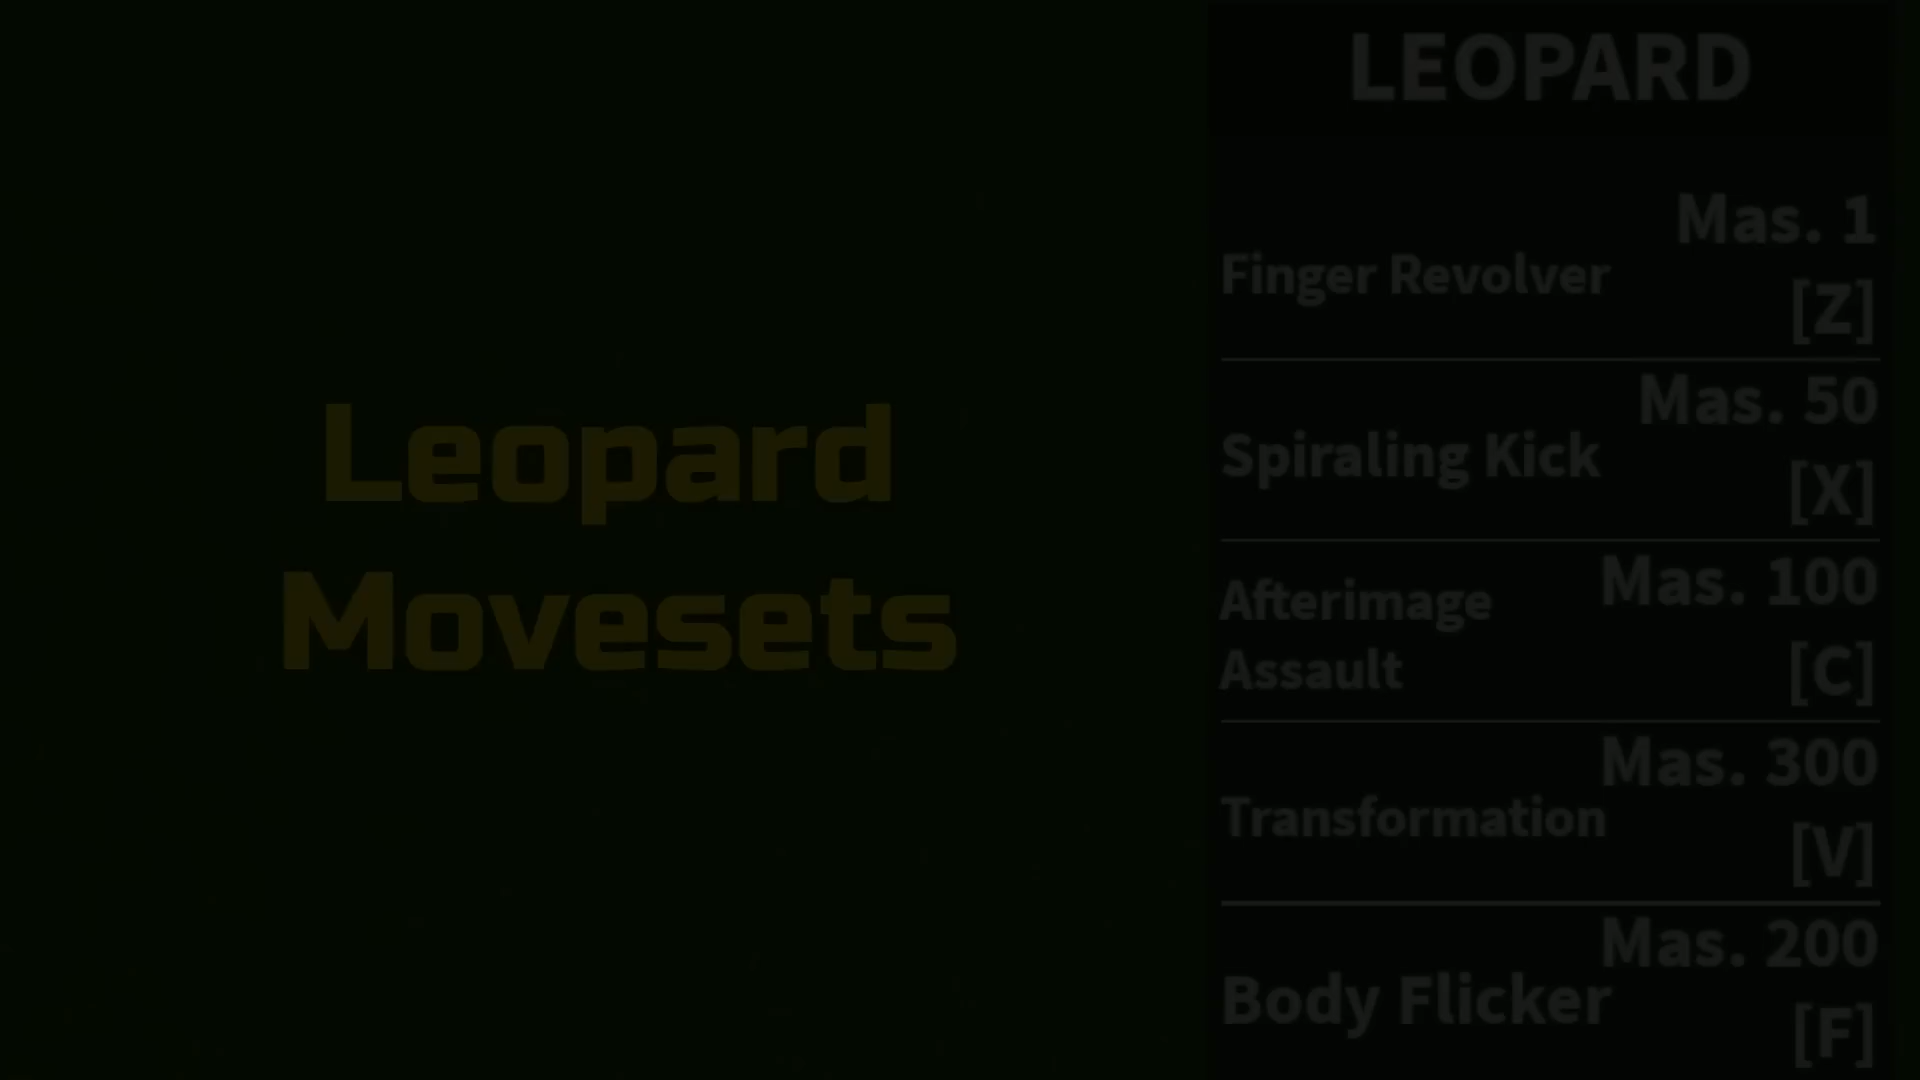 Leopard
Movesets
LEOPARD
Mas. 1
Finger Revolver
[Z]
Mas. 50
Spiraling Kick
[X]
Mas. 100
Afterimage
Assault
[C]
Mas. 300
Transformation
[V]
Mas. 200
Body Flicker
[F]